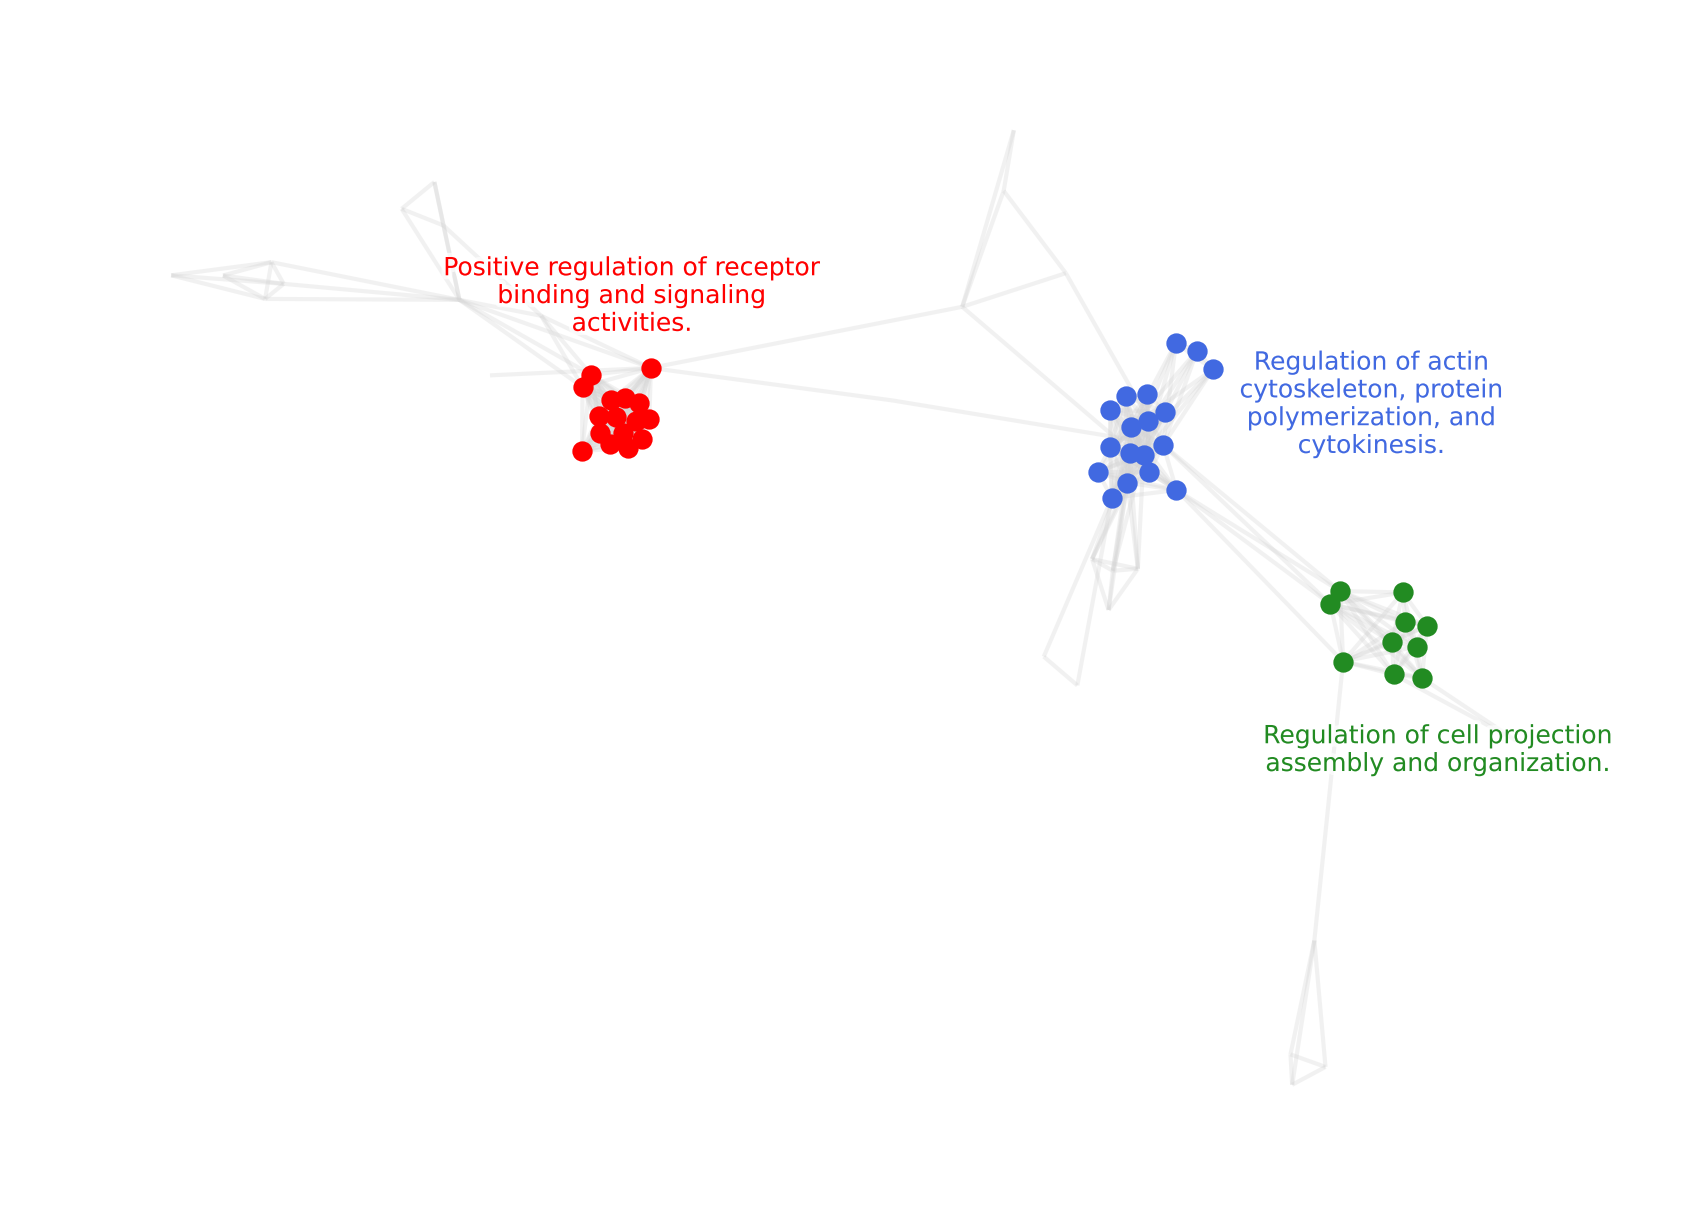 Positive regulation of receptor
binding and signaling
activities.
Regulation of actin
cytoskeleton, protein
polymerization, and
cytokinesis.
Regulation of cell projection
assembly and organization.